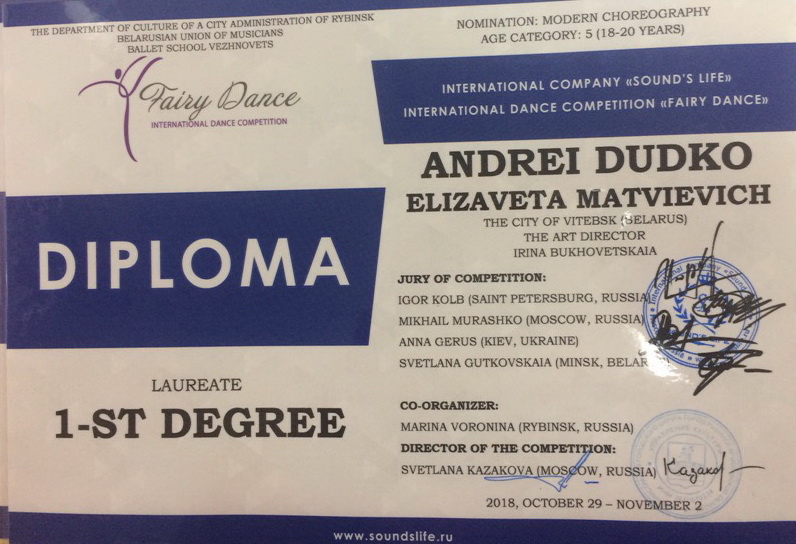 THE DEPARTMENT OF CULTURE OF A CITY ADMINISTRATION OF RYBINSK
BELARUSIAN UNION OF MUSICIANS
BALLET SCHOOL VEZHNOVETS
Fairy Dance
INTERNATIONAL DANCE COMPETITION
NOMINATION: MODERN CHOREOGRAPHY
AGE CATEGORY: 5 (18-20 YEARS)
INTERNATIONAL COMPANY «SOUND'S LIFE»
INTERNATIONAL DANCE COMPETITION «FAIRY DANCE»
DIPLOMA
LAUREATE
1-ST DEGREE
ANDREI DUDKO
ELIZAVETA MATVIEVICH
THE CITY OF VITEBSK (BELARUS)
THE ART DIRECTOR
IRINA BUKHOVETSKAIA
JURY OF COMPETITION:
IGOR KOLB (SAINT PETERSBURG, RUSSIA)
MIKHAIL MURASHKO (MOSCOW, RUSSIA)
ANNA GERUS (KIEV, UKRAINE)
SVETLANA GUTKOVSKAIA (MINSK, BELARUS)
CO-ORGANIZER:
MARINA VORONINA (RYBINSK, RUSSIA)
DIRECTOR OF THE COMPETITION:
SVETLANA KAZAKOVA (MOSCOW, RUSSIA)
2018, OCTOBER 29 – NOVEMBER 2
www.soundslife.ru